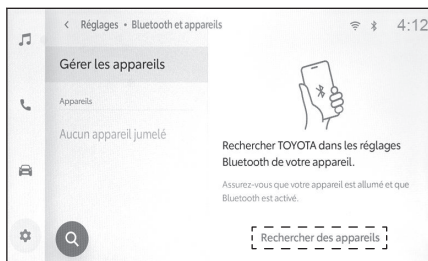 < Réglages • Bluetooth et appareils
4:12
Gérer les appareils
Appareils
Aucun appareil jumelé
Rechercher TOYOTA dans les réglages
Bluetooth de votre appareil.
Assurez-vous que votre appareil est allumé et que
Bluetooth est activé.
Rechercher des appareils